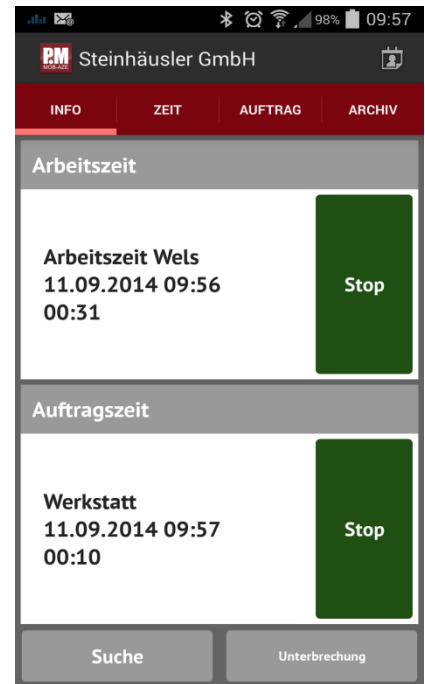 98% 09:57
P.M
MOB-AZE
Steinhäusler GmbH
INFO ZEIT AUFTRAG ARCHIV
Arbeitszeit
Arbeitszeit Wels
11.09.2014 09:56
00:31
Stop
Auftragszeit
Werkstatt
11.09.2014 09:57
00:10
Stop
Suche Unterbrechung